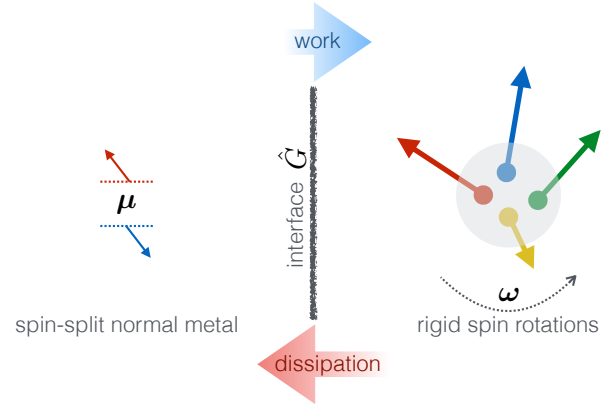 work
interface Ĝ
μ
ω
spin-split normal metal
rigid spin rotations
dissipation